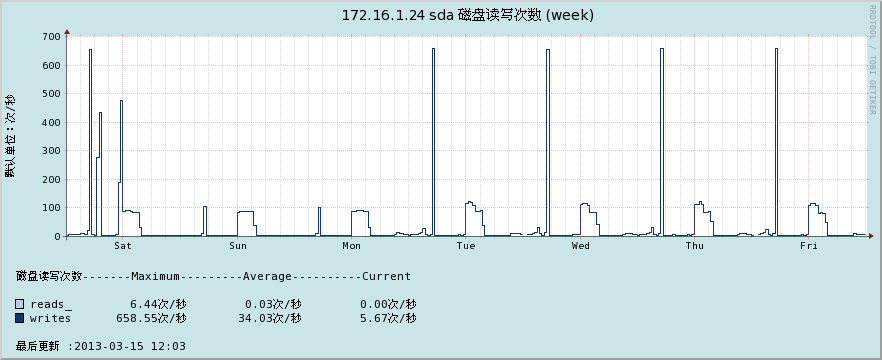 172.16.1.24 sda 磁盘读写次数 (week)
RRDTOOL / TOBI OETIKER
默认单位：次/秒
700
600
500
400
300
200
100
0
Sat Sun Mon Tue Wed Thu Fri
磁盘读写次数-------Maximum---------Average----------Current
reads_ 6.44次/秒 0.03次/秒 0.00次/秒
writes 658.55次/秒 34.03次/秒 5.67次/秒
最后更新 :2013-03-15 12:03